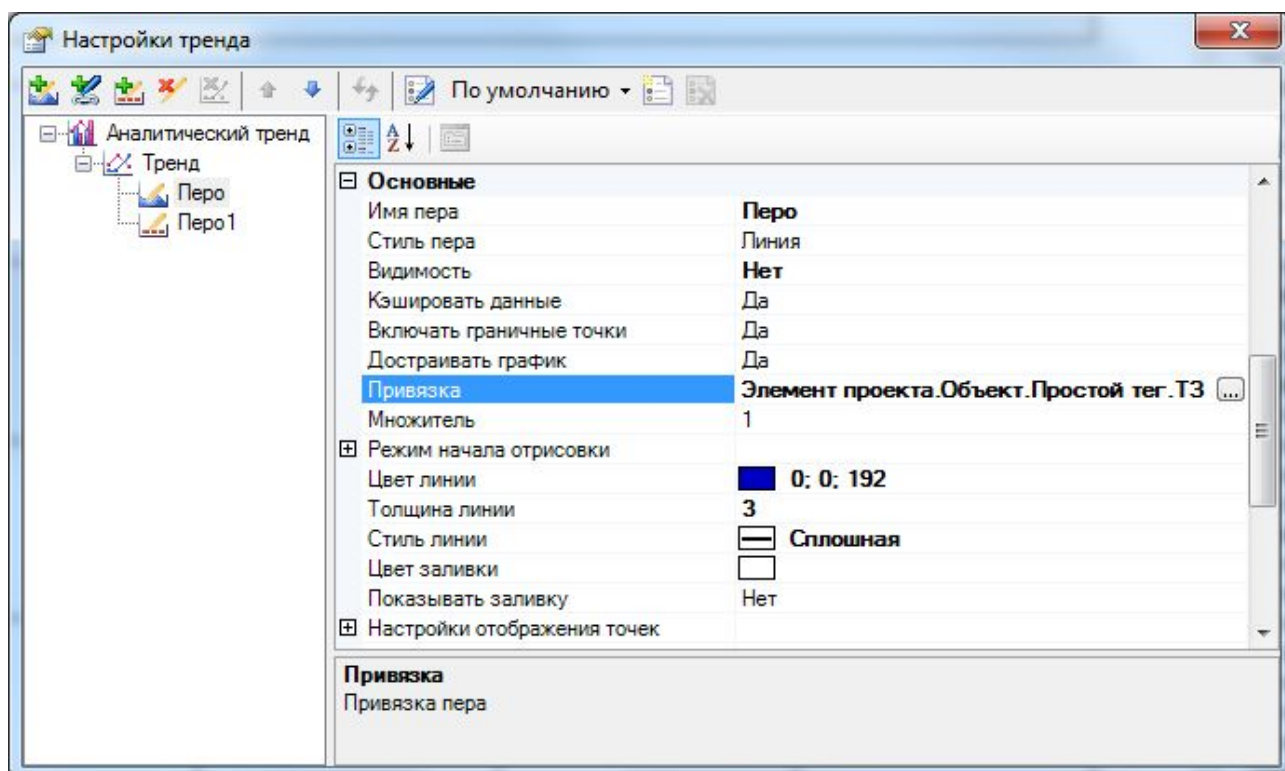 Настройки тренда
По умолчанию
Аналитический тренд
Тренд
Перо
Перо1
Основные
Имя пера Перо
Стиль пера Линия
Видимость Нет
Кэшировать данные Да
Включать граничные точки Да
Достраивать график Да
Привязка Элемент проекта.Объект.Простой тег.ТЗ ...
Множитель 1
Режим начала отрисовки
Цвет линии 0; 0; 192
Толщина линии 3
Стиль линии Сплошная
Цвет заливки
Показывать заливку Нет
Настройки отображения точек
Привязка
Привязка пера